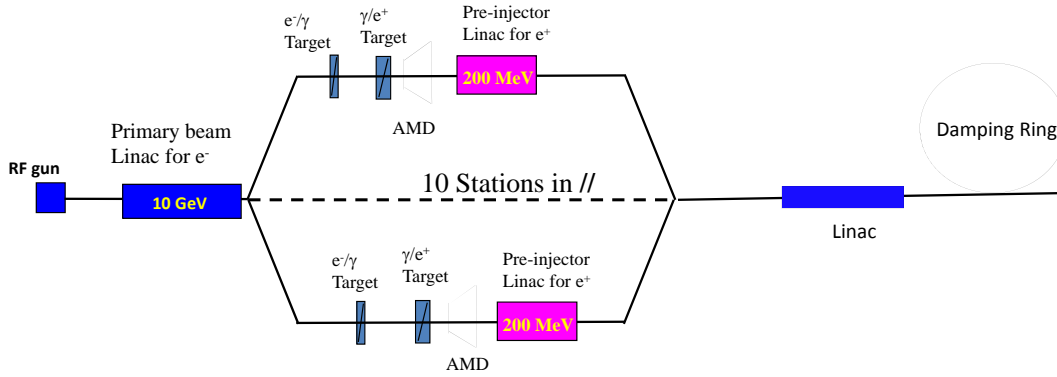 e⁻/γ
Target
γ/e⁺
Target
Pre-injector
Linac for e⁺
200 MeV
AMD
Primary beam
Linac for e⁻
RF gun
10 GeV
10 Stations in //
Damping Ring
Linac
e⁻/γ
Target
γ/e⁺
Target
Pre-injector
Linac for e⁺
200 MeV
AMD